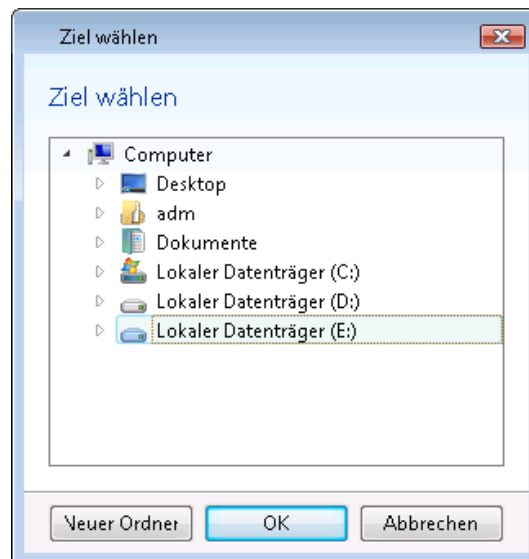 Ziel wählen
Ziel wählen
Computer
Desktop
adm
Dokumente
Lokaler Datenträger (C:)
Lokaler Datenträger (D:)
Lokaler Datenträger (E:)
Neuer Ordner OK Abbrechen